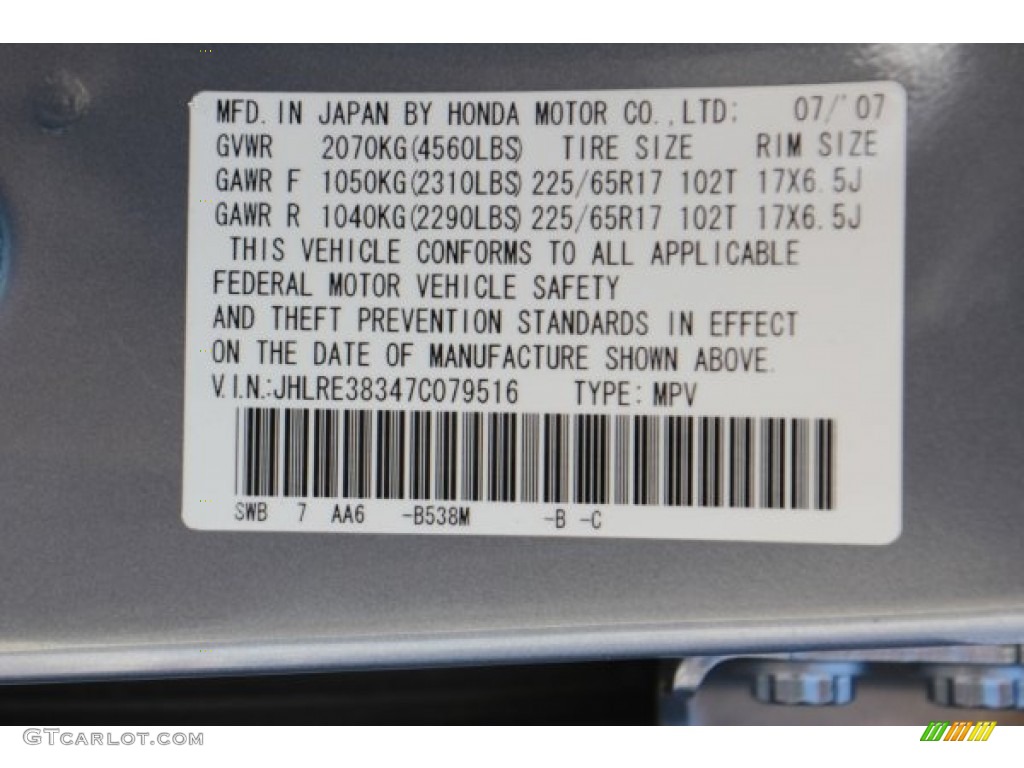 MFD. IN JAPAN BY HONDA MOTOR CO.,LTD: 07/'07
GVWR 2070KG(4560LBS) TIRE SIZE RIM SIZE
GAWR F 1050KG(2310LBS) 225/65R17 102T 17X6.5J
GAWR R 1040KG(2290LBS) 225/65R17 102T 17X6.5J
THIS VEHICLE CONFORMS TO ALL APPLICABLE
FEDERAL MOTOR VEHICLE SAFETY
AND THEFT PREVENTION STANDARDS IN EFFECT
ON THE DATE OF MANUFACTURE SHOWN ABOVE.
V.I.N.:JHLRE38347C079516 TYPE: MPV
SWB 7 AA6 -B538M -B -C
GTCarlot.com